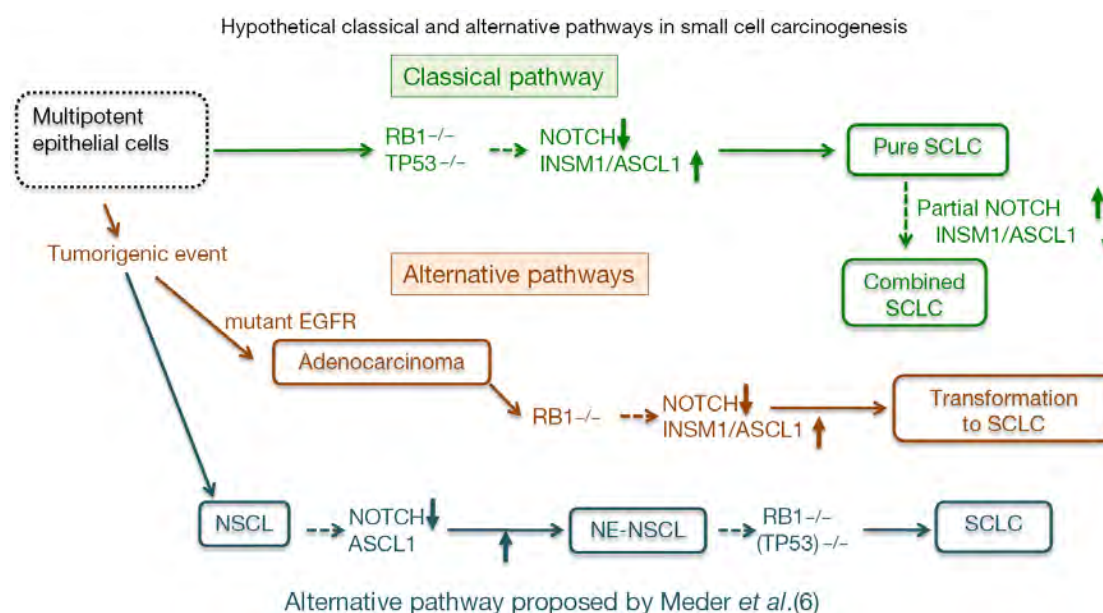 Hypothetical classical and alternative pathways in small cell carcinogenesis
Classical pathway
Multipotent
epithelial cells
RB1−/−
TP53−/−
NOTCH
INSM1/ASCL1
Pure SCLC
Partial NOTCH
INSM1/ASCL1
Combined
SCLC
Tumorigenic event
Alternative pathways
mutant EGFR
Adenocarcinoma
RB1−/−
NOTCH
INSM1/ASCL1
Transformation
to SCLC
NSCL
NOTCH
ASCL1
NE-NSCL
RB1−/−
(TP53) −/−
SCLC
Alternative pathway proposed by Meder et al.(6)